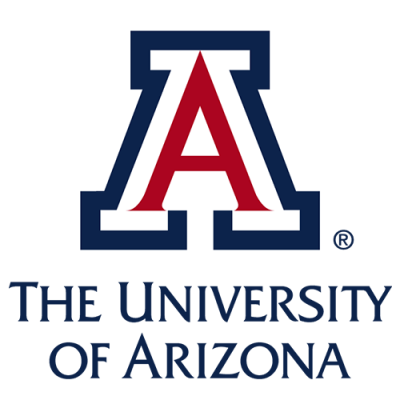 A
®
THE UNIVERSITY
OF ARIZONA